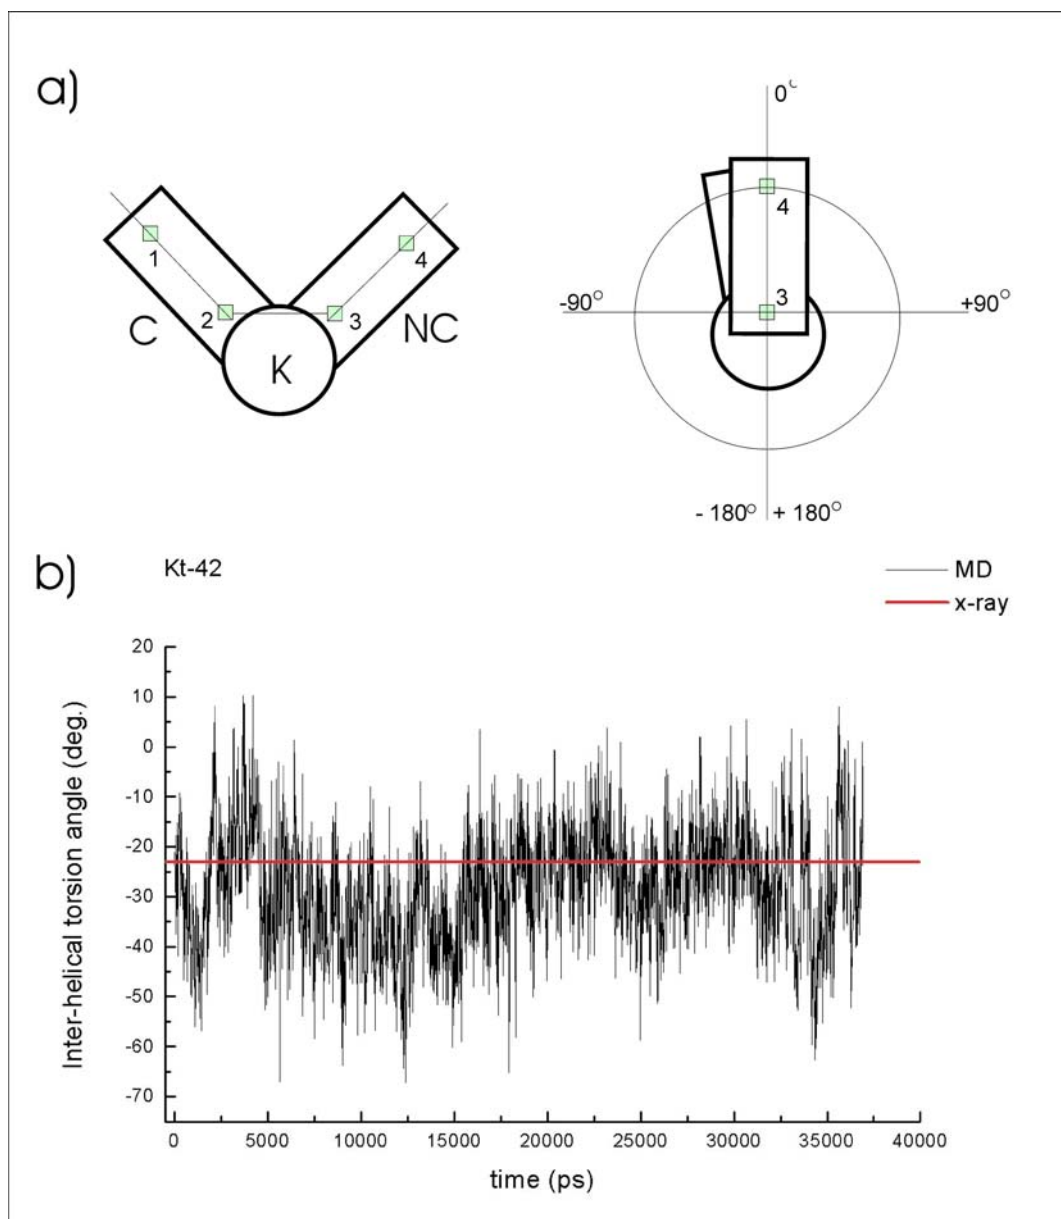 a)
0°
1
2
3
4
C
K
NC
4
3
-90°
+90°
- 180° + 180°
b)
Kt-42
MD
x-ray
20
10
0
-10
-20
-30
-40
-50
-60
-70
Inter-helical torsion angle (deg.)
0 5000 10000 15000 20000 25000 30000 35000 40000
time (ps)